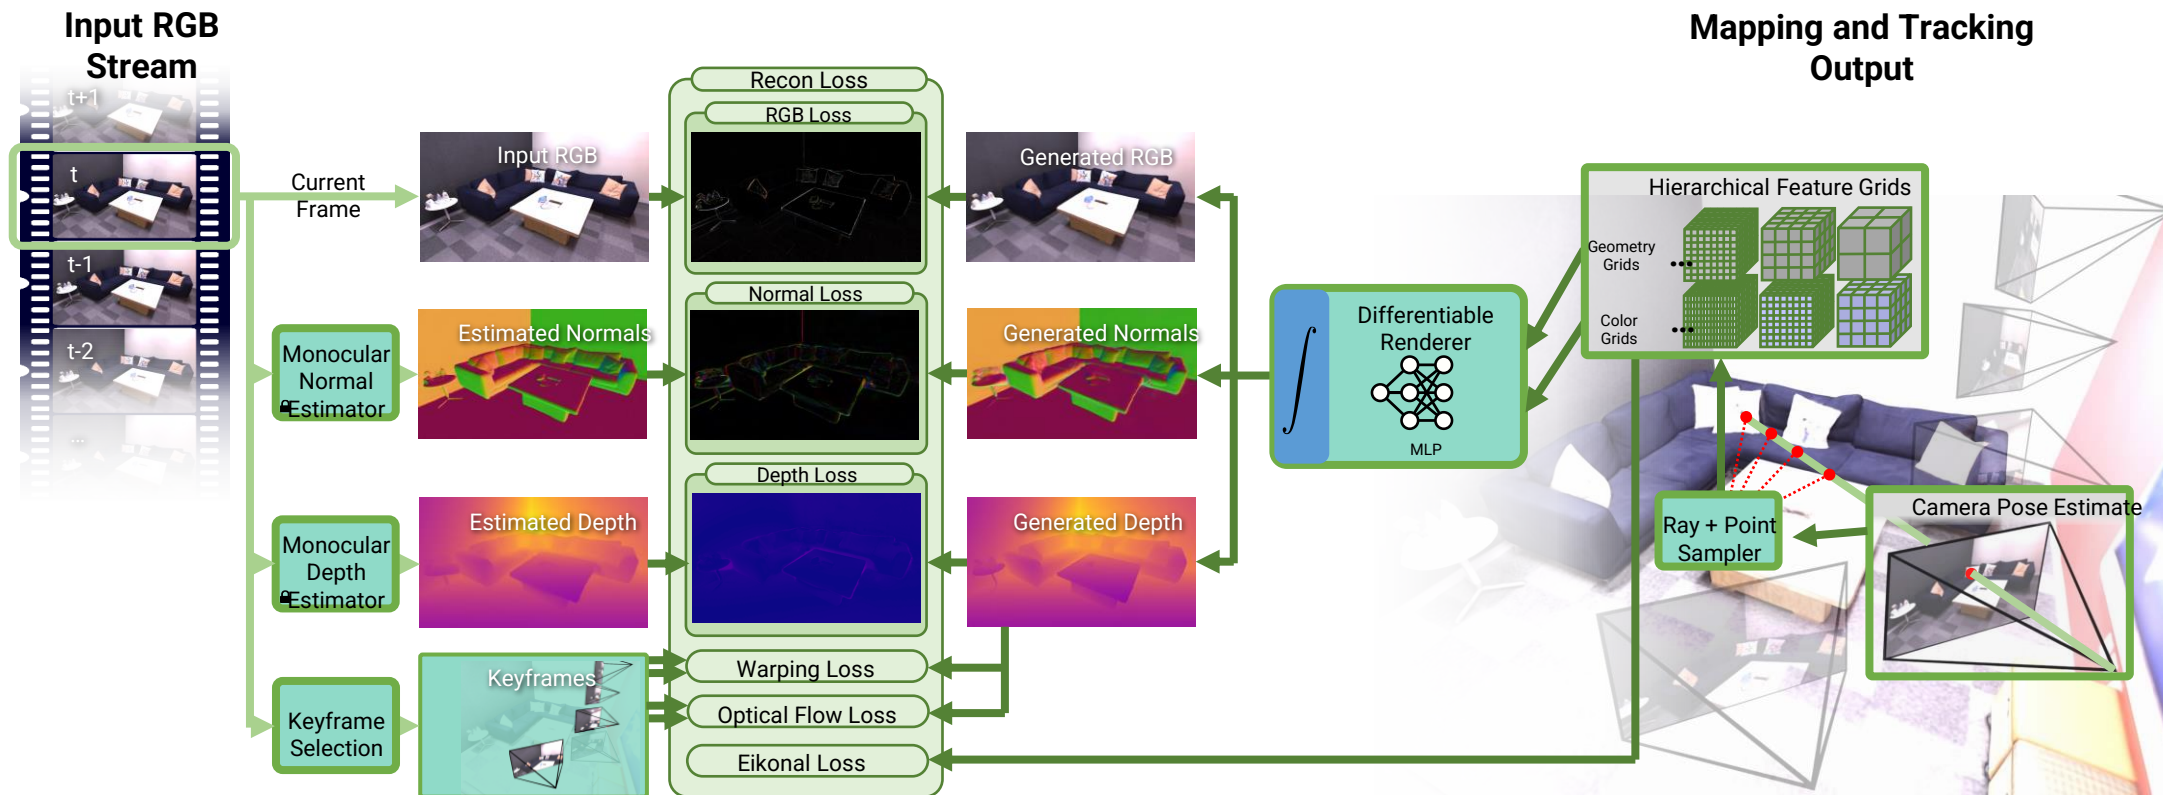 Input RGB
Stream
t+1
t
t-1
t-2
...
Current
Frame
Monocular
Normal
Estimator
Monocular
Depth
Estimator
Keyframe
Selection
Input RGB
Estimated Normals
Estimated Depth
Keyframes
Recon Loss
RGB Loss
Normal Loss
Depth Loss
Warping Loss
Optical Flow Loss
Eikonal Loss
Generated RGB
Generated Normals
Generated Depth
∫
Differentiable
Renderer
MLP
Mapping and Tracking
Output
Hierarchical Feature Grids
Geometry
Grids
...
Color
Grids
...
Ray + Point
Sampler
Camera Pose Estimate